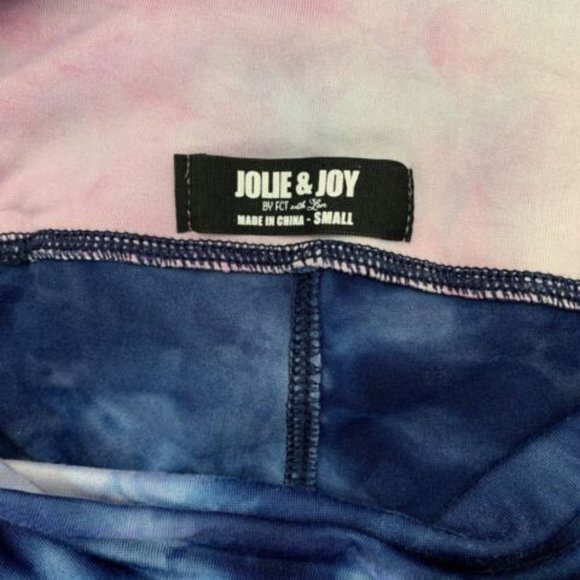 JOLIE & JOY
BY FCT with Love
MADE IN CHINA - SMALL